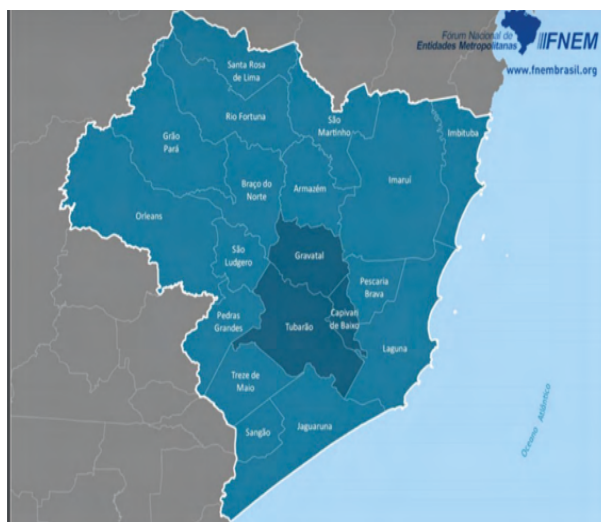 Fórum Nacional de
Entidades Metropolitanas
IFNEM
www.fnembrasil.org
Santa Rosa
de Lima
Rio Fortuna
São
Martinho
Imbituba
Grão
Pará
Braço do
Norte
Armazém
Imaruí
Orleans
São
Ludgero
Gravatal
Pescaria
Brava
Pedras
Grandes
Tubarão
Capivari
de Baixo
Laguna
Treze de
Maio
Sangão
Jaguaruna
Oceano Atlântico